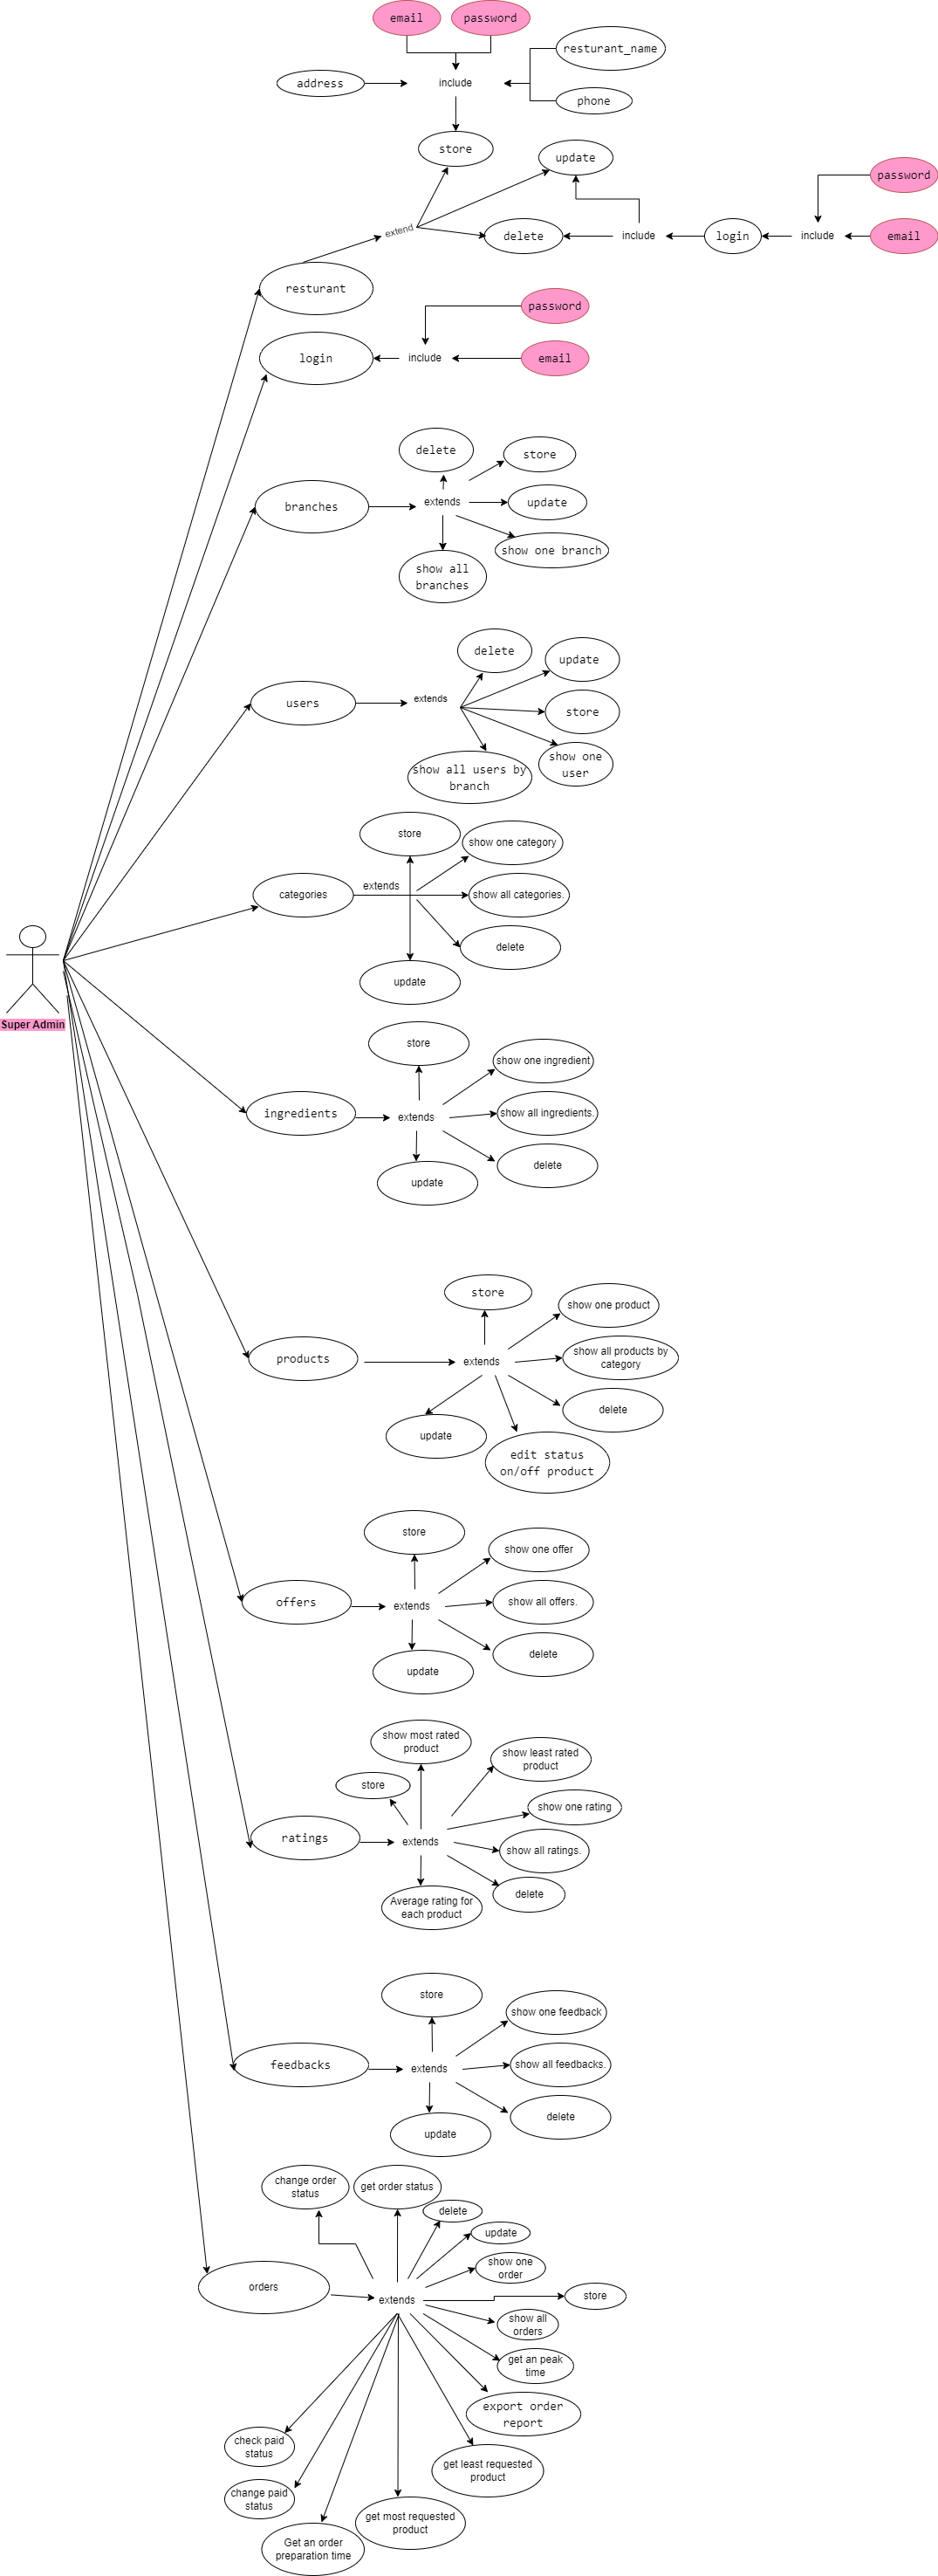 email
password
resturant_name
address
include
phone
store
update
password
extend
delete
include
login
include
email
resturant
password
login
include
email
delete
store
branches
extends
update
show one branch
show all
branches
delete
update
users
extends
store
show one
user
show all users by
branch
store
show one category
categories
extends
show all categories.
delete
update
Super Admin
store
show one ingredient
ingredients
extends
show all ingredients.
delete
update
store
show one product
products
extends
show all products by
category
delete
update
edit status
on/off product
store
show one offer
offers
extends
show all offers.
delete
update
show most rated
product
show least rated
product
store
show one rating
ratings
extends
show all ratings.
delete
Average rating for
each product
store
show one feedback
feedbacks
extends
show all feedbacks.
delete
update
change order
status
get order status
delete
update
show one
order
orders
extends
store
show all
orders
get an peak
time
export order
report
check paid
status
get least requested
product
change paid
status
get most requested
product
Get an order
preparation time